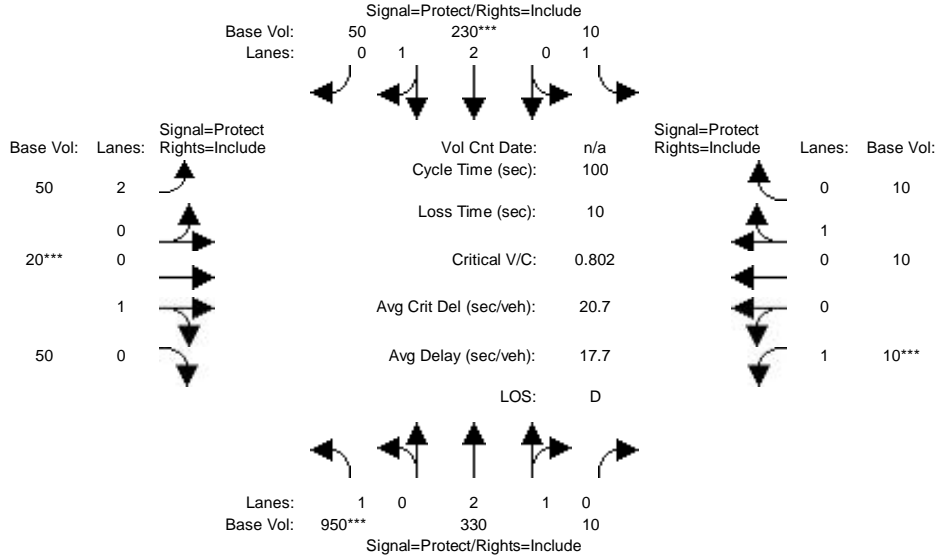 Signal=Protect/Rights=Include
Base Vol: 50 230*** 10
Lanes: 0 1 2 0 1
Signal=Protect
Base Vol: Lanes: Rights=Include
Vol Cnt Date: n/a
Signal=Protect
Rights=Include Lanes: Base Vol:
Cycle Time (sec): 100
50 2
0 10
Loss Time (sec): 10
0
1
20*** 0
Critical V/C: 0.802
0 10
1
Avg Crit Del (sec/veh): 20.7
0
50 0
Avg Delay (sec/veh): 17.7
1 10***
LOS: D
Lanes: 1 0 2 1 0
Base Vol: 950*** 330 10
Signal=Protect/Rights=Include